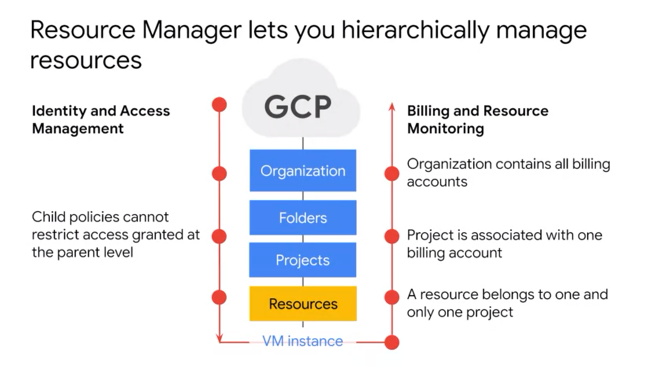 Resource Manager lets you hierarchically manage
resources
Identity and Access
Management
Child policies cannot
restrict access granted at
the parent level
GCP
Organization
Folders
Projects
Resources
VM instance
Billing and Resource
Monitoring
Organization contains all billing
accounts
Project is associated with one
billing account
A resource belongs to one and
only one project